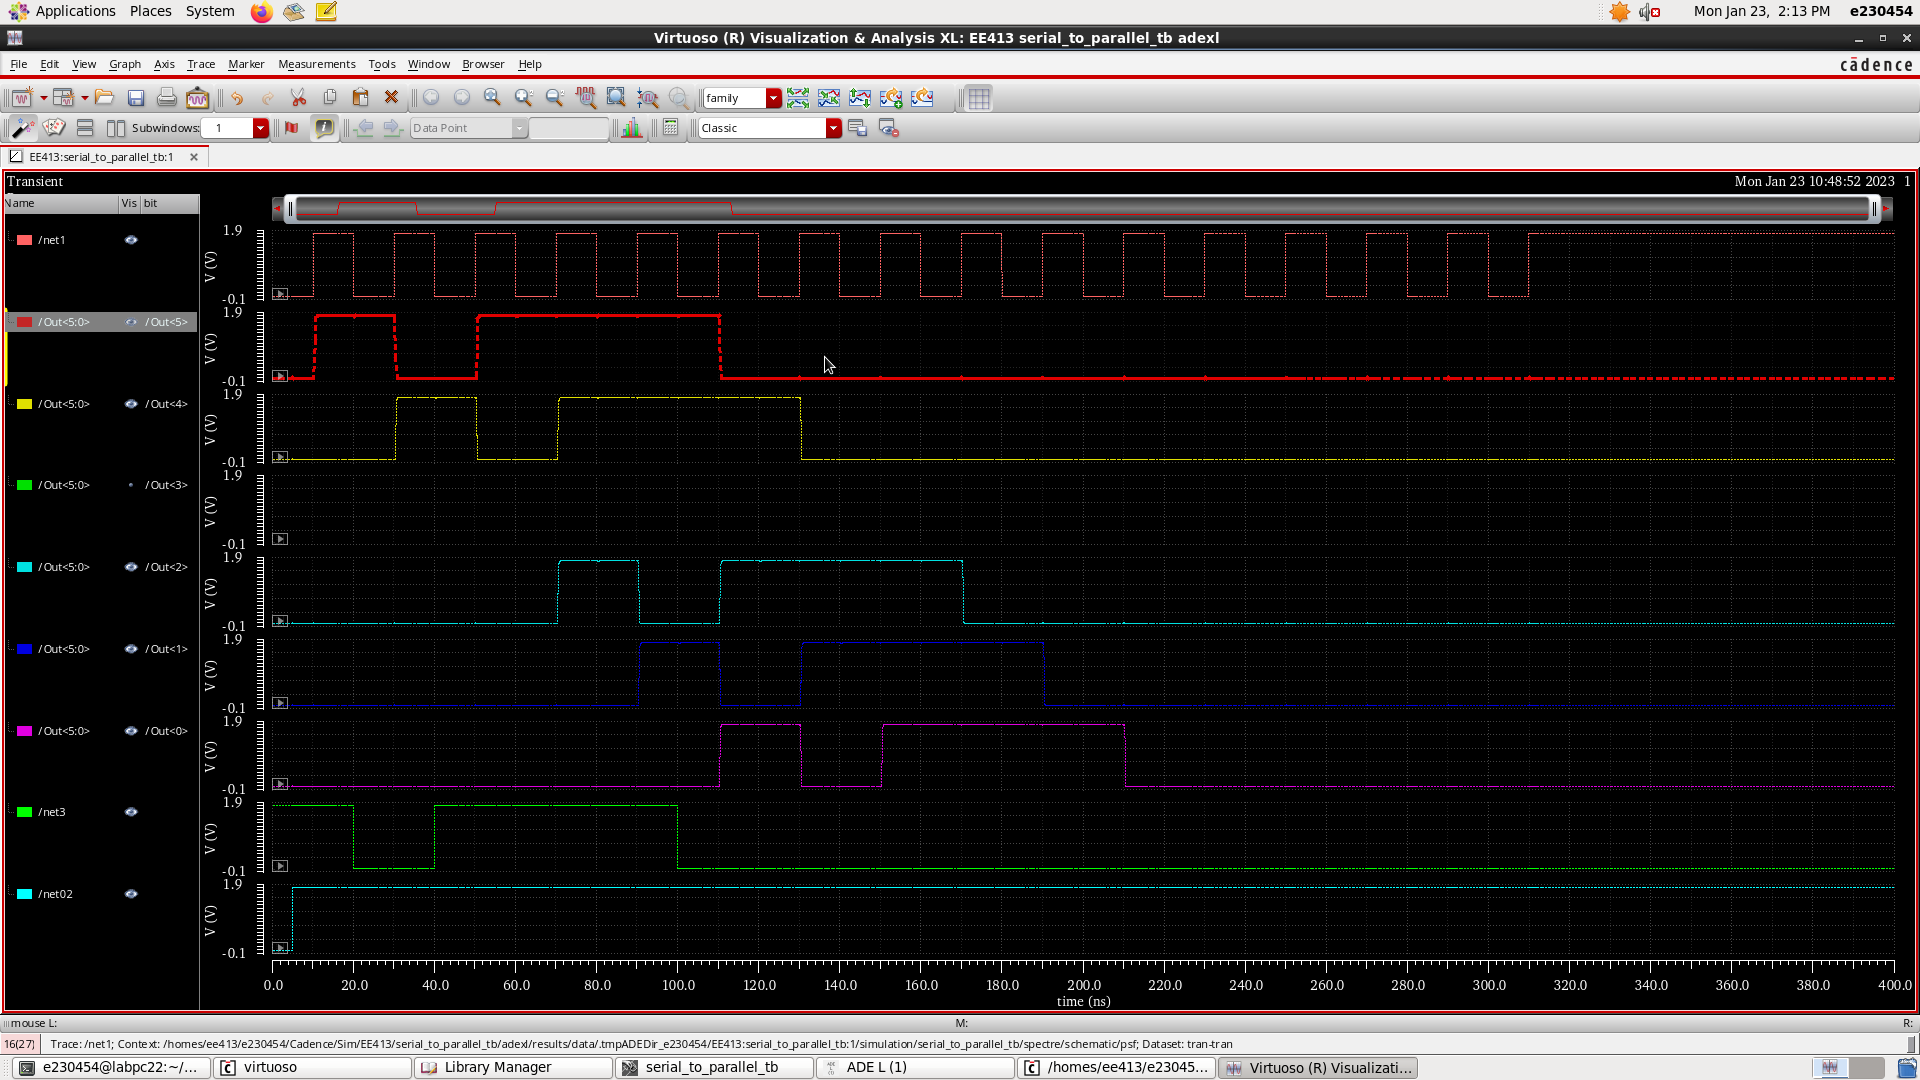 Applications Places System Mon Jan 23, 2:13 PM e230454
Virtuoso (R) Visualization & Analysis XL: EE413 serial_to_parallel_tb adexl
File Edit View Graph Axis Trace Marker Measurements Tools Window Browser Help cādence
family
Subwindows: 1 Data Point Classic
EE413:serial_to_parallel_tb:1
Transient Mon Jan 23 10:48:52 2023 1
Name Vis bit
/net1 V (V) 1.9 -0.1
/Out<5:0> /Out<5> V (V) 1.9 -0.1
/Out<5:0> /Out<4> V (V) 1.9 -0.1
/Out<5:0> /Out<3> V (V) 1.9 -0.1
/Out<5:0> /Out<2> V (V) 1.9 -0.1
/Out<5:0> /Out<1> V (V) 1.9 -0.1
/Out<5:0> /Out<0> V (V) 1.9 -0.1
/net3 V (V) 1.9 -0.1
/net02 V (V) 1.9 -0.1
0.0 20.0 40.0 60.0 80.0 100.0 120.0 140.0 160.0 180.0 200.0 220.0 240.0 260.0 280.0 300.0 320.0 340.0 360.0 380.0 400.0
time (ns)
mouse L: M: R:
16(27) Trace: /net1; Context: /homes/ee413/e230454/Cadence/Sim/EE413/serial_to_parallel_tb/adexl/results/data/.tmpADEDir_e230454/EE413:serial_to_parallel_tb:1/simulation/serial_to_parallel_tb/spectre/schematic/psf; Dataset: tran-tran
e230454@labpc22:~/... virtuoso Library Manager serial_to_parallel_tb ADE L (1) /homes/ee413/e23045... Virtuoso (R) Visualizati...